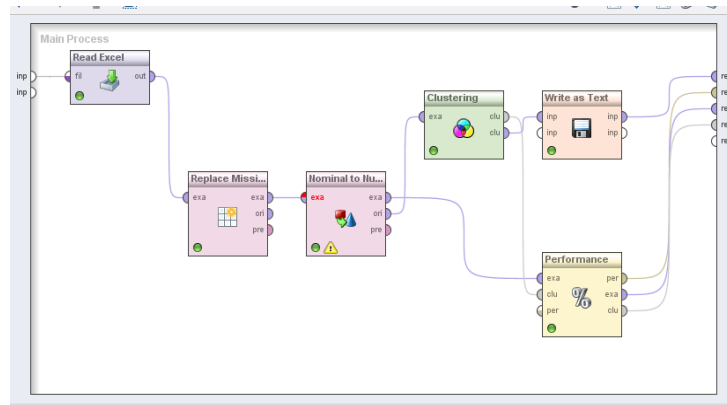 Main Process
Read Excel
inp
fil
out
inp
Replace Missi...
exa
exa
ori
pre
Nominal to Nu...
exa
exa
ori
pre
Clustering
exa
clu
clu
Write as Text
inp
inp
inp
inp
Performance
exa
per
clu
exa
per
clu
%
re
re
re
re
re